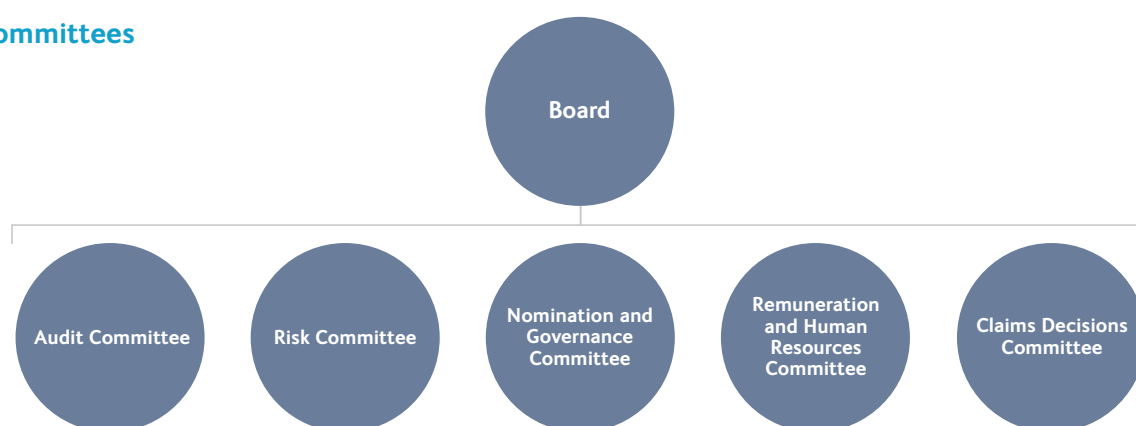 ommittees
Board
Audit Committee
Risk Committee
Nomination and
Governance
Committee
Remuneration
and Human
Resources
Committee
Claims Decisions
Committee